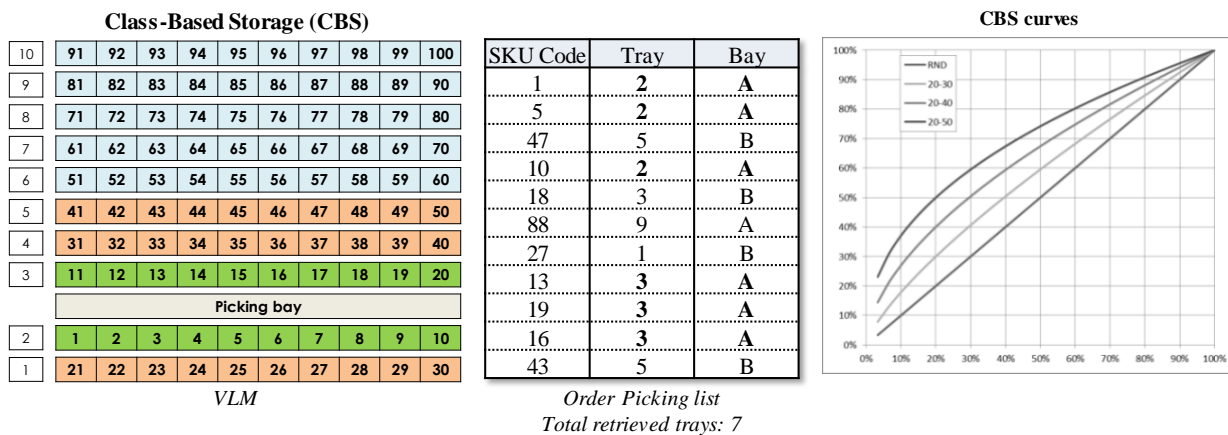 Class-Based Storage (CBS)
10 91 92 93 94 95 96 97 98 99 100
9 81 82 83 84 85 86 87 88 89 90
8 71 72 73 74 75 76 77 78 79 80
7 61 62 63 64 65 66 67 68 69 70
6 51 52 53 54 55 56 57 58 59 60
5 41 42 43 44 45 46 47 48 49 50
4 31 32 33 34 35 36 37 38 39 40
3 11 12 13 14 15 16 17 18 19 20
Picking bay
2 1 2 3 4 5 6 7 8 9 10
1 21 22 23 24 25 26 27 28 29 30
VLM
SKU Code Tray Bay
1 2 A
5 2 A
47 5 B
10 2 A
18 3 B
88 9 A
27 1 B
13 3 A
19 3 A
16 3 A
43 5 B
Order Picking list
Total retrieved trays: 7
CBS curves
100%
90%
80%
70%
60%
50%
40%
30%
20%
10%
0%
RND
20-30
20-40
20-50
0% 10% 20% 30% 40% 50% 60% 70% 80% 90% 100%